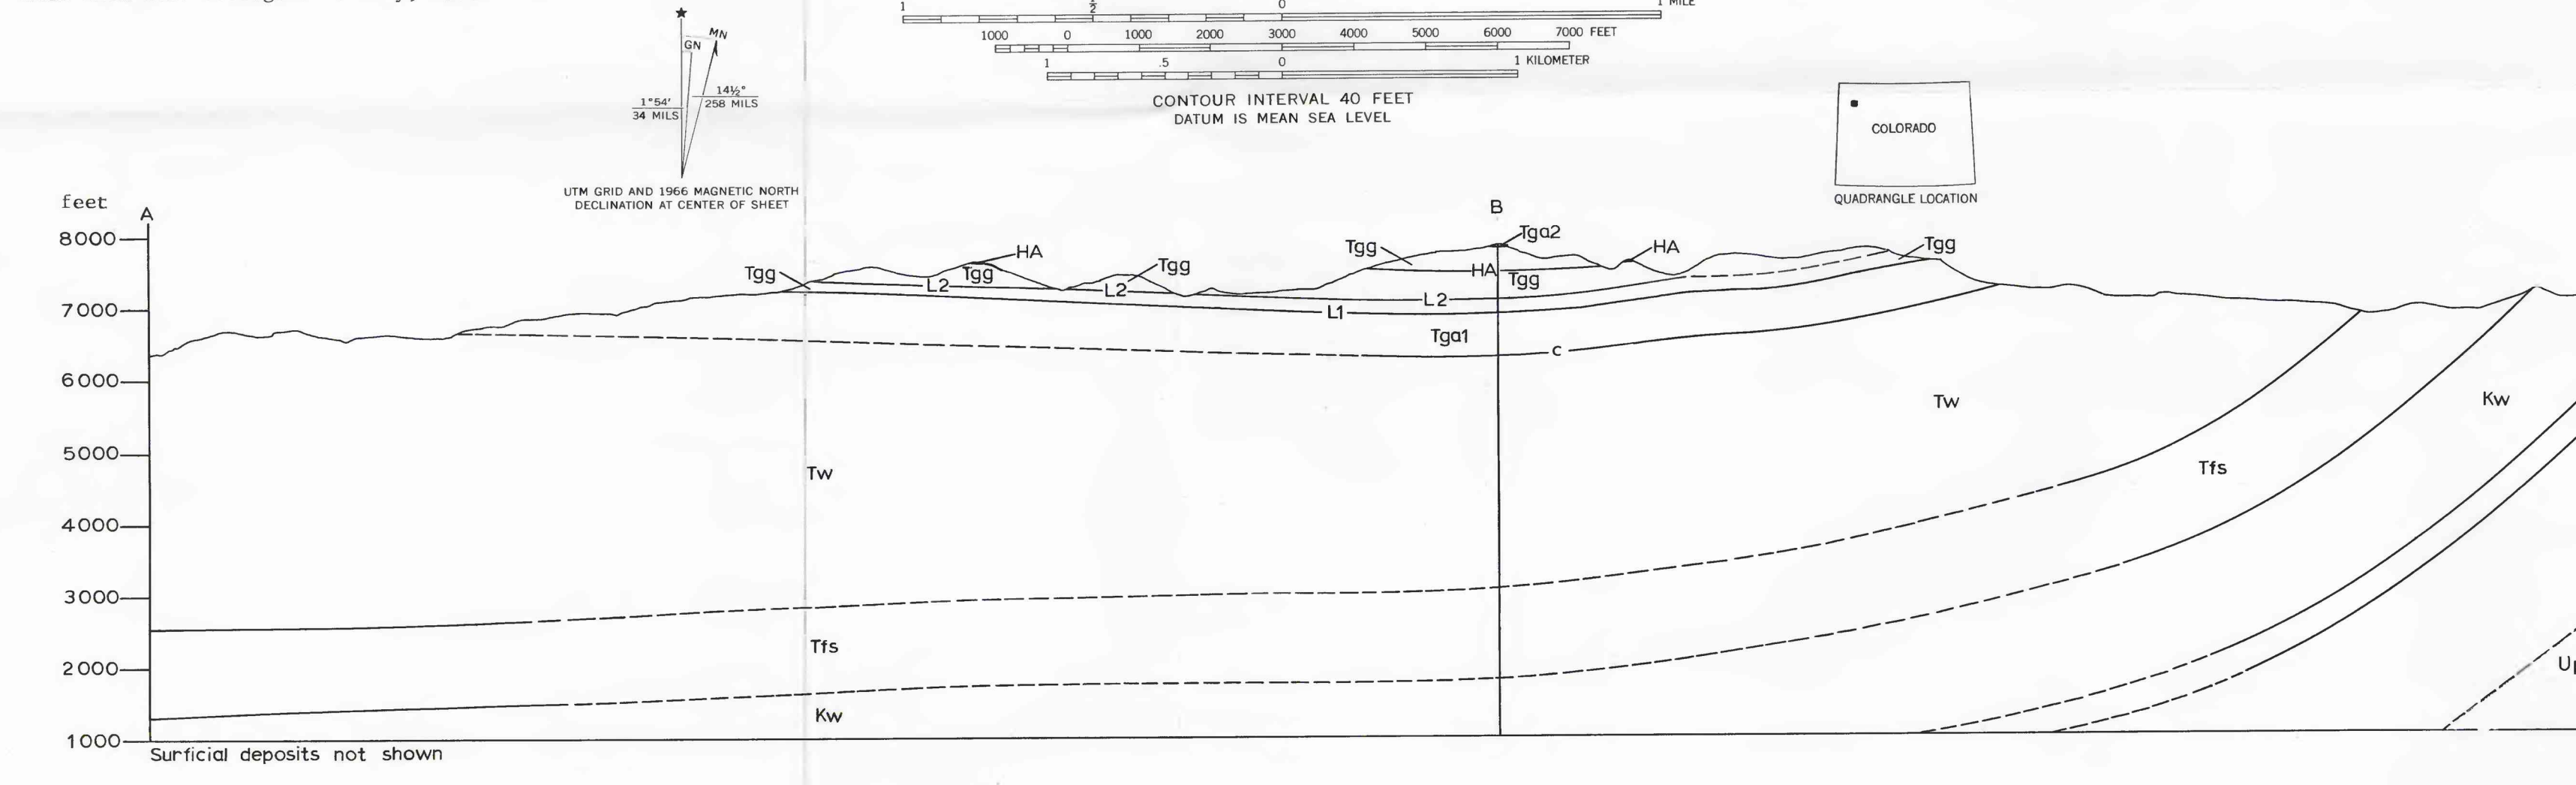 1 ½ 0 1 MILE
1000 0 1000 2000 3000 4000 5000 6000 7000 FEET
1 .5 0 1 KILOMETER
CONTOUR INTERVAL 40 FEET
DATUM IS MEAN SEA LEVEL
MN
GN
1°54'
34 MILS
14½°
258 MILS
UTM GRID AND 1966 MAGNETIC NORTH
DECLINATION AT CENTER OF SHEET
COLORADO
QUADRANGLE LOCATION
feet
A
B
8000
7000
6000
5000
4000
3000
2000
1000
Tgg
HA
Tgg
L2
Tgg
L2
Tgg
Tga2
HA
HA
Tgg
Tgg
L2
L1
Tga1
c
Tw
Tw
Kw
Tfs
Tfs
Kw
Surficial deposits not shown